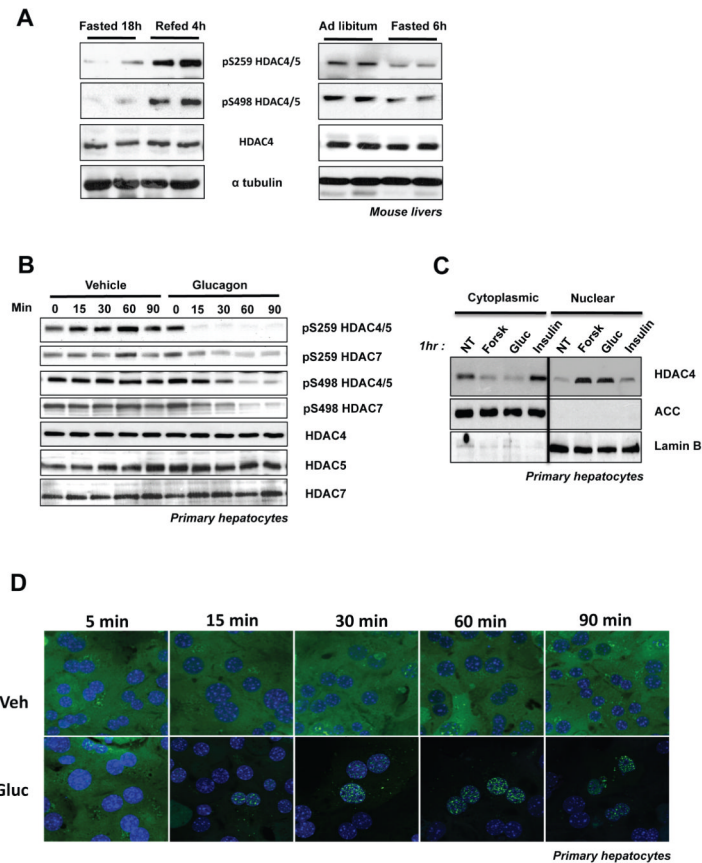 A
Fasted 18h Refed 4h
Ad libitum Fasted 6h
pS259 HDAC4/5
pS498 HDAC4/5
HDAC4
α tubulin
Mouse livers
B
Vehicle Glucagon
Min 0 15 30 60 90 0 15 30 60 90
pS259 HDAC4/5
pS259 HDAC7
pS498 HDAC4/5
pS498 HDAC7
HDAC4
HDAC5
HDAC7
Primary hepatocytes
C
Cytoplasmic Nuclear
1hr : NT Forsk Gluc Insulin NT Forsk Gluc Insulin
HDAC4
ACC
Lamin B
Primary hepatocytes
D
5 min 15 min 30 min 60 min 90 min
Veh
Gluc
Primary hepatocytes